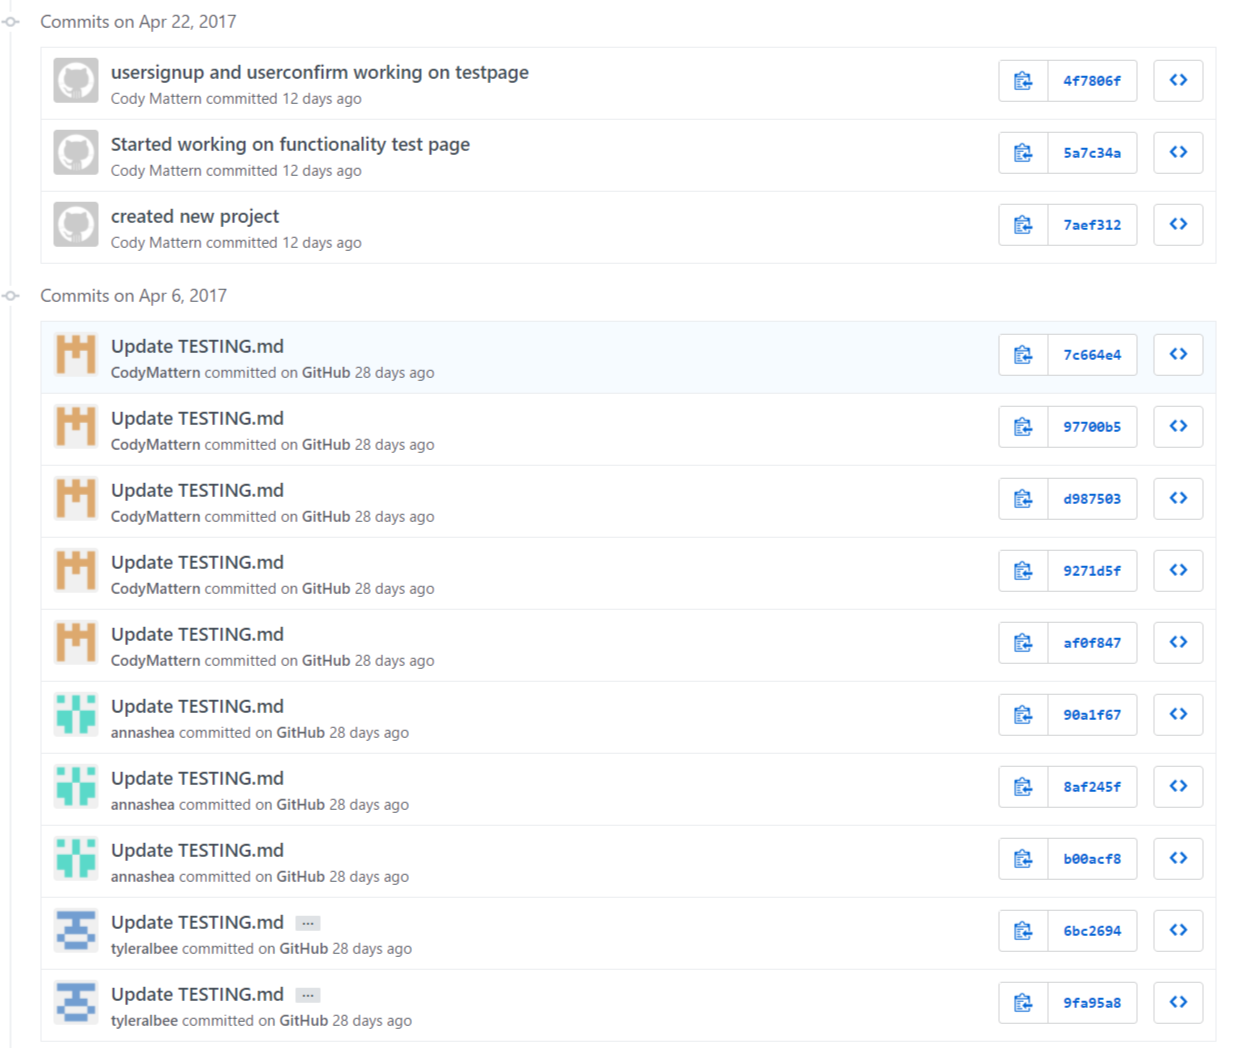 Commits on Apr 22, 2017
usersignup and userconfirm working on testpage
4f7806f
Cody Mattern committed 12 days ago
Started working on functionality test page
5a7c34a
Cody Mattern committed 12 days ago
created new project
7aef312
Cody Mattern committed 12 days ago
Commits on Apr 6, 2017
Update TESTING.md
7c664e4
CodyMattern committed on GitHub 28 days ago
Update TESTING.md
97700b5
CodyMattern committed on GitHub 28 days ago
Update TESTING.md
d987503
CodyMattern committed on GitHub 28 days ago
Update TESTING.md
9271d5f
CodyMattern committed on GitHub 28 days ago
Update TESTING.md
af0f847
CodyMattern committed on GitHub 28 days ago
Update TESTING.md
90a1f67
annashea committed on GitHub 28 days ago
Update TESTING.md
8af245f
annashea committed on GitHub 28 days ago
Update TESTING.md
b00acf8
annashea committed on GitHub 28 days ago
Update TESTING.md ...
6bc2694
tyleralbee committed on GitHub 28 days ago
Update TESTING.md ...
9fa95a8
tyleralbee committed on GitHub 28 days ago